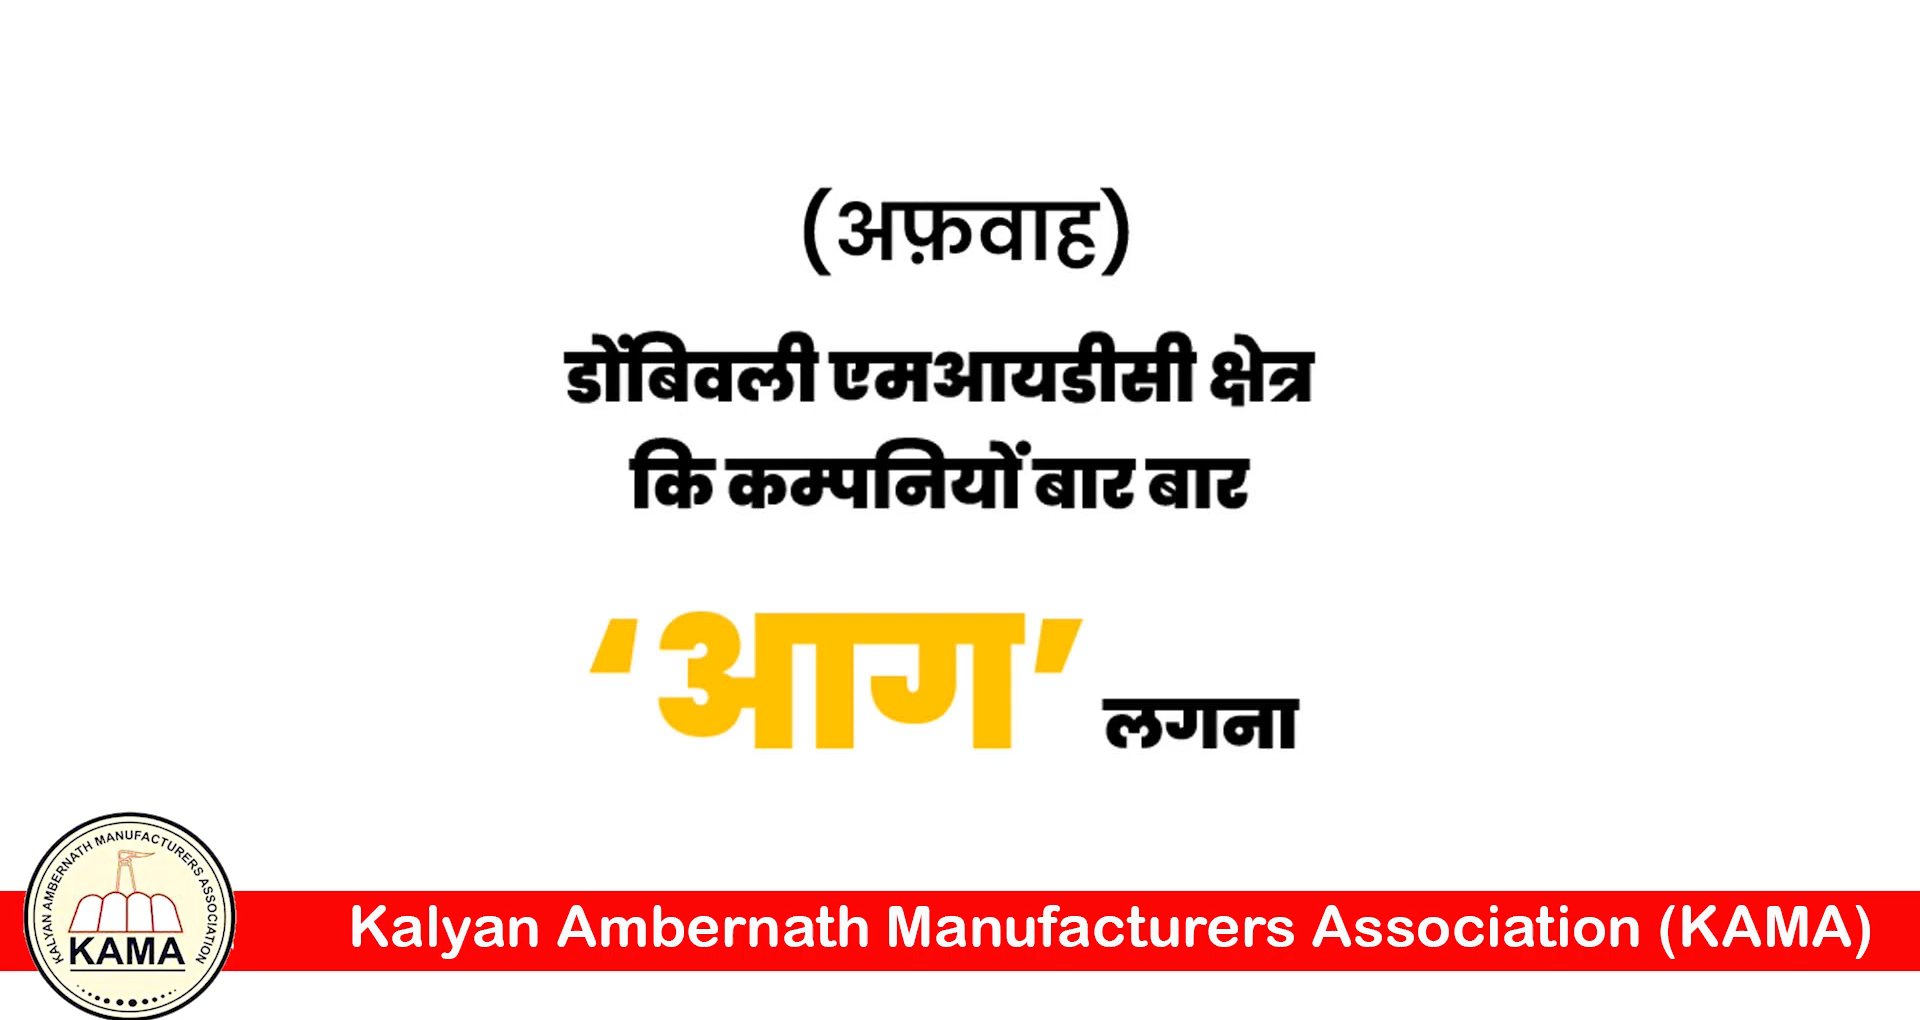 (अफ़वाह)
डोंबिवली एमआयडीसी क्षेत्र
कि कम्पनियों बार बार
‘आग’ लगना
KALYAN AMBERNATH MANUFACTURERS ASSOCIATION
KAMA
Kalyan Ambernath Manufacturers Association (KAMA)